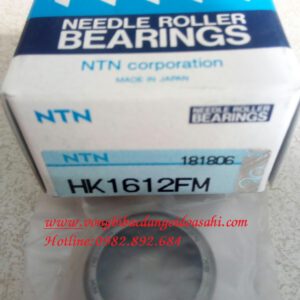 NEEDLE ROLLER
BEARINGS
NTN corporation
MADE IN JAPAN
NTN
NEEDLE ROLLER
BEARINGS
NTN 181806
HK1612FM
Hotline: 0982.892.684